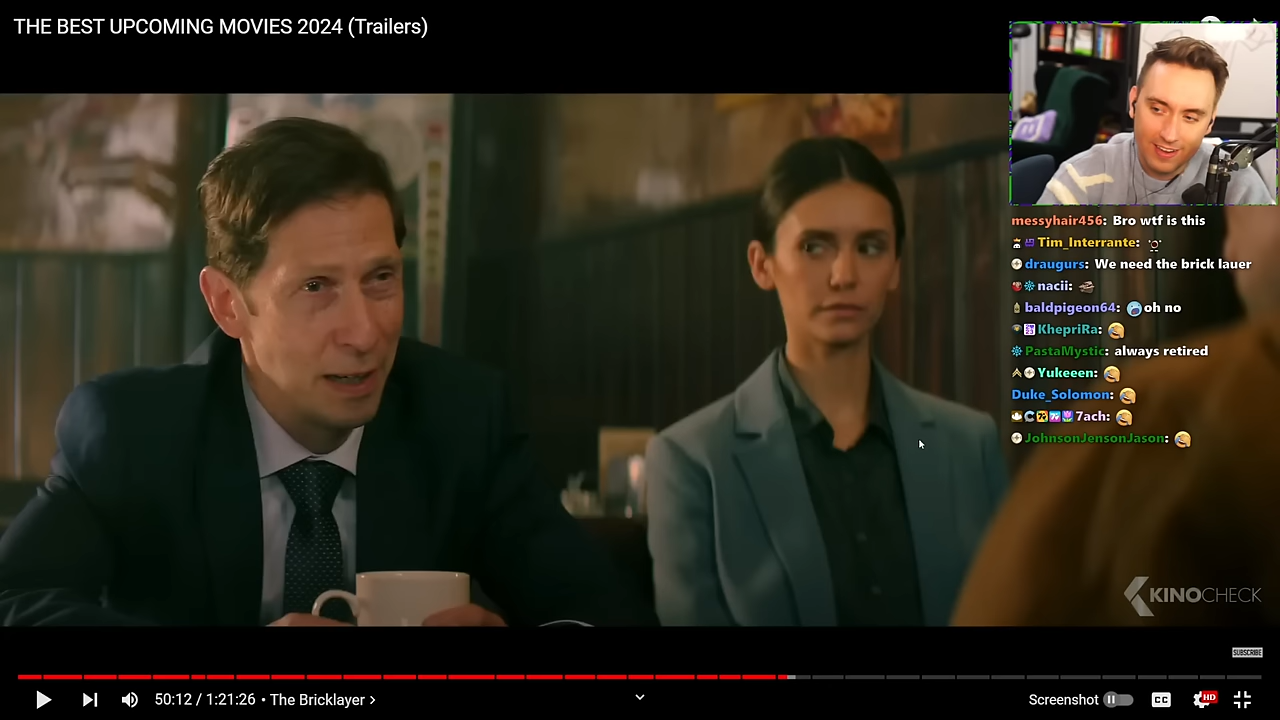 THE BEST UPCOMING MOVIES 2024 (Trailers)
messyhair456: Bro wtf is this
Tim_Interrante:
draugurs: We need the brick lauer
nacii:
baldpigeon64: oh no
KhepriRa:
PastaMystic: always retired
Yukeeen:
Duke_Solomon:
7ach:
JohnsonJensonJason:
KINOCHECK
SUBSCRIBE
50:12 / 1:21:26 • The Bricklayer >
Screenshot
CC
HD